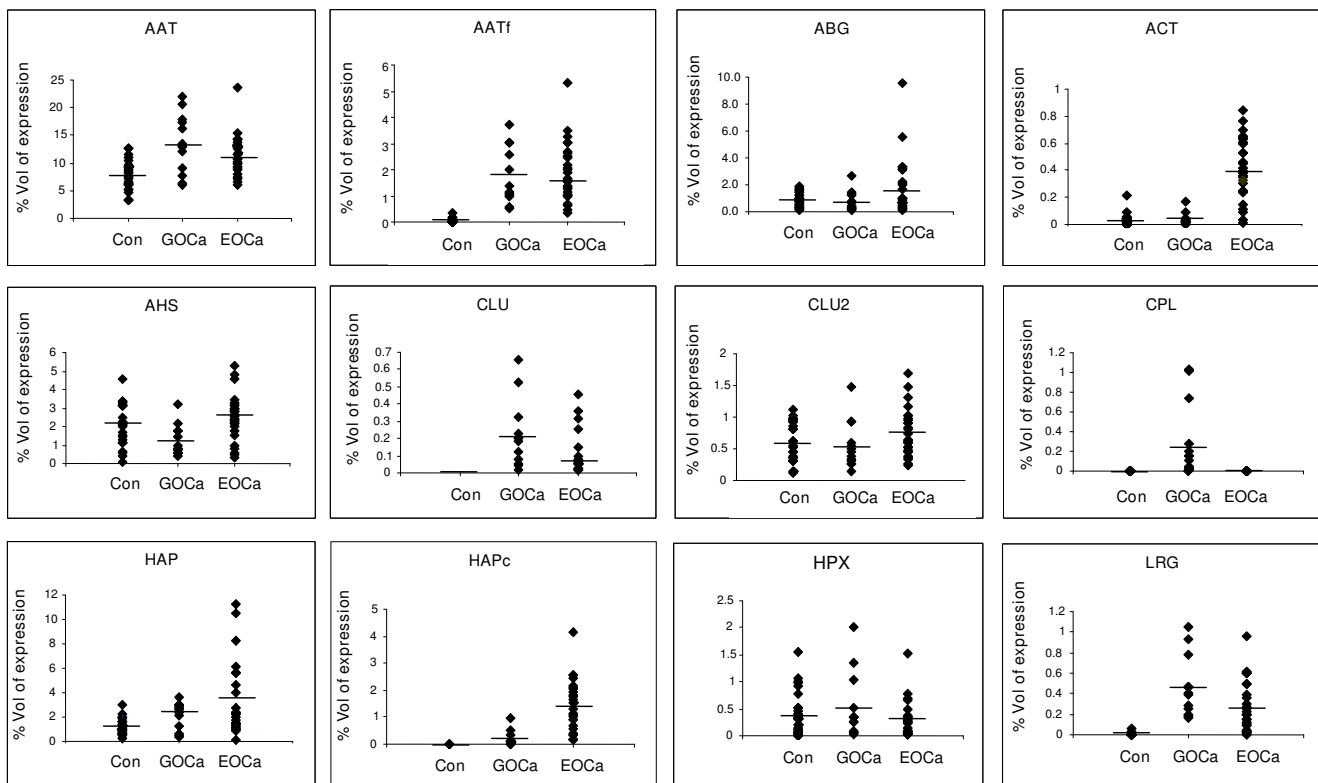 AAT
% Vol of expression
25
20
15
10
5
0
Con GOCa EOCa
AATf
% Vol of expression
6
5
4
3
2
1
0
Con GOCa EOCa
ABG
% Vol of expression
10.0
8.0
6.0
4.0
2.0
0.0
Con GOCa EOCa
ACT
% Vol of expression
1
0.8
0.6
0.4
0.2
0
Con GOCa EOCa
AHS
% Vol of expression
6
5
4
3
2
1
0
Con GOCa EOCa
CLU
% Vol of expression
0.7
0.6
0.5
0.4
0.3
0.2
0.1
0
Con GOCa EOCa
CLU2
% Vol of expression
2
1.5
1
0.5
0
Con GOCa EOCa
CPL
% Vol of expression
1.2
1
0.8
0.6
0.4
0.2
0
Con GOCa EOCa
HAP
% Vol of expression
12
10
8
6
4
2
0
Con GOCa EOCa
HAPc
% Vol of expression
5
4
3
2
1
0
Con GOCa EOCa
HPX
% Vol of expression
2.5
2
1.5
1
0.5
0
Con GOCa EOCa
LRG
% Vol of expression
1.2
1
0.8
0.6
0.4
0.2
0
Con GOCa EOCa